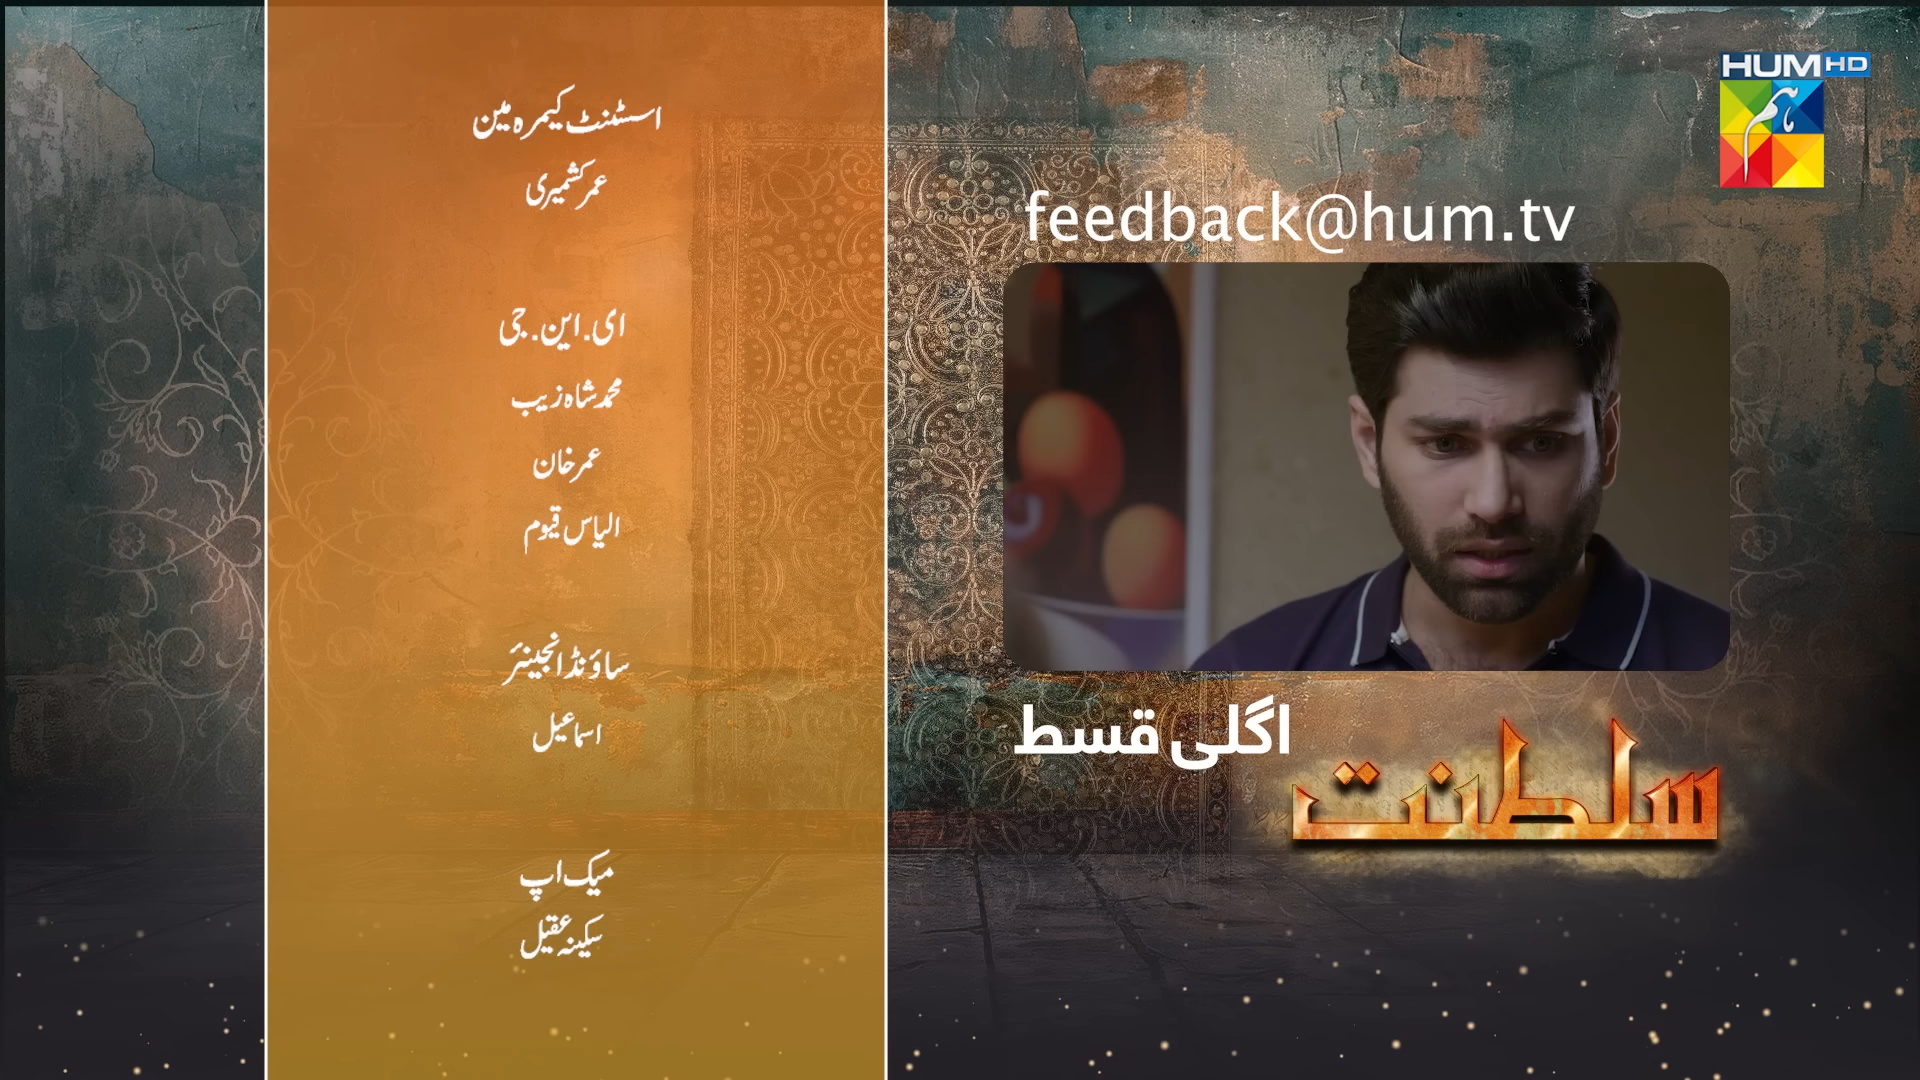 اسسٹنٹ کیمرہ مین
عمر کشمیری
ای. این. جی
محمد شاہ زیب
عمر خان
الیاس قیوم
ساؤنڈ انجینئر
اسماعیل
میک اپ
سکینہ عقیل
HUM HD
ہم
feedback@hum.tv
اگلی قسط
سلطنت